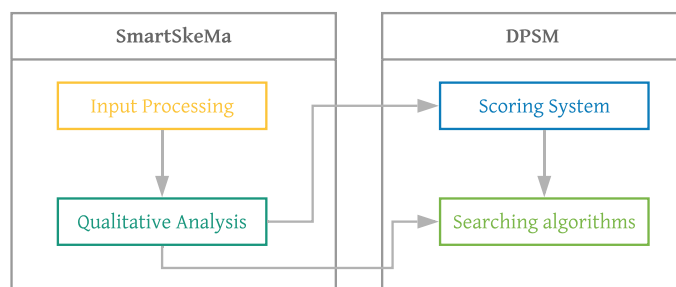 SmartSkeMa
DPSM
Input Processing
Scoring System
Qualitative Analysis
Searching algorithms